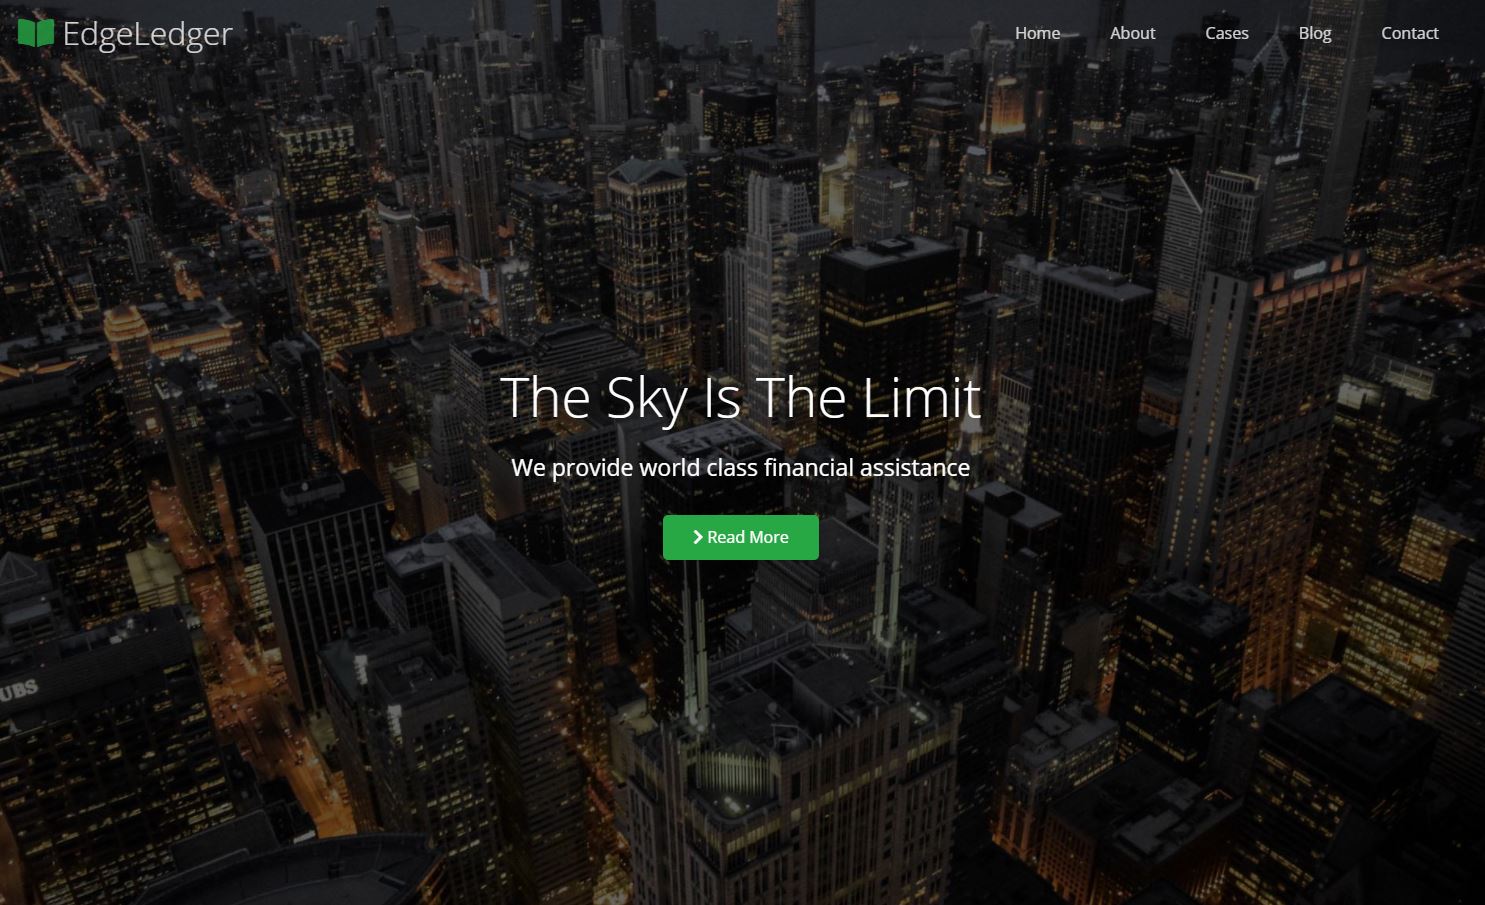 EdgeLedger
Home About Cases Blog Contact
The Sky Is The Limit
We provide world class financial assistance
Read More
UBS